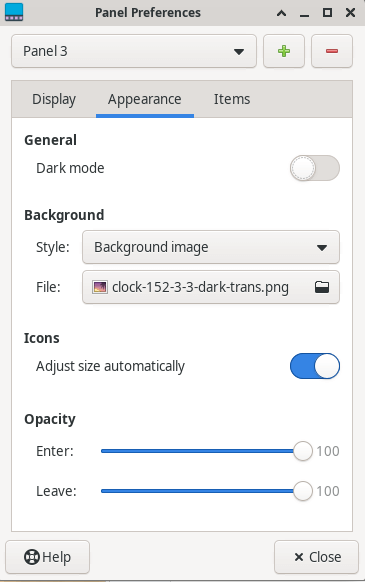 Panel Preferences
Panel 3
Display Appearance Items
General
Dark mode
Background
Style: Background image
File: clock-152-3-3-dark-trans.png
Icons
Adjust size automatically
Opacity
Enter: 100
Leave: 100
Help Close